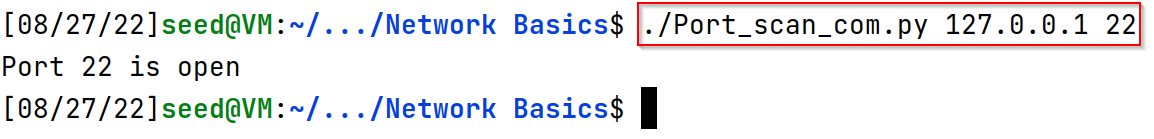 [08/27/22]seed@VM:~/.../Network Basics$ ./Port_scan_com.py 127.0.0.1 22
Port 22 is open
[08/27/22]seed@VM:~/.../Network Basics$